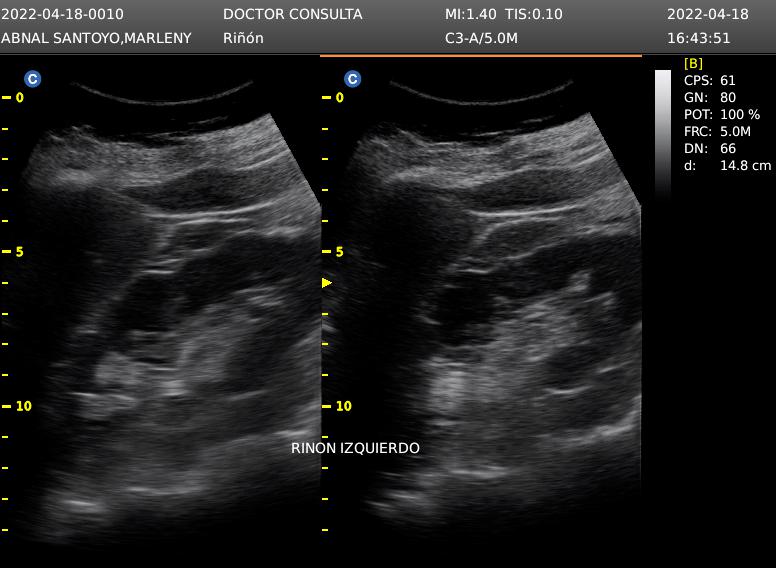 2022-04-18-0010 DOCTOR CONSULTA MI:1.40 TIS:0.10 2022-04-18
ABNAL SANTOYO,MARLENY Riñón C3-A/5.0M 16:43:51
C C [B]
CPS: 61
GN: 80
POT: 100 %
FRC: 5.0M
DN: 66
d: 14.8 cm
0 0
5 5
10 10
RINON IZQUIERDO